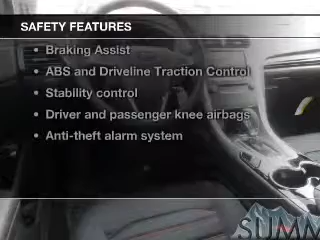 SAFETY FEATURES
• Braking Assist
• ABS and Driveline Traction Control
• Stability control
• Driver and passenger knee airbags
• Anti-theft alarm system
SUMM